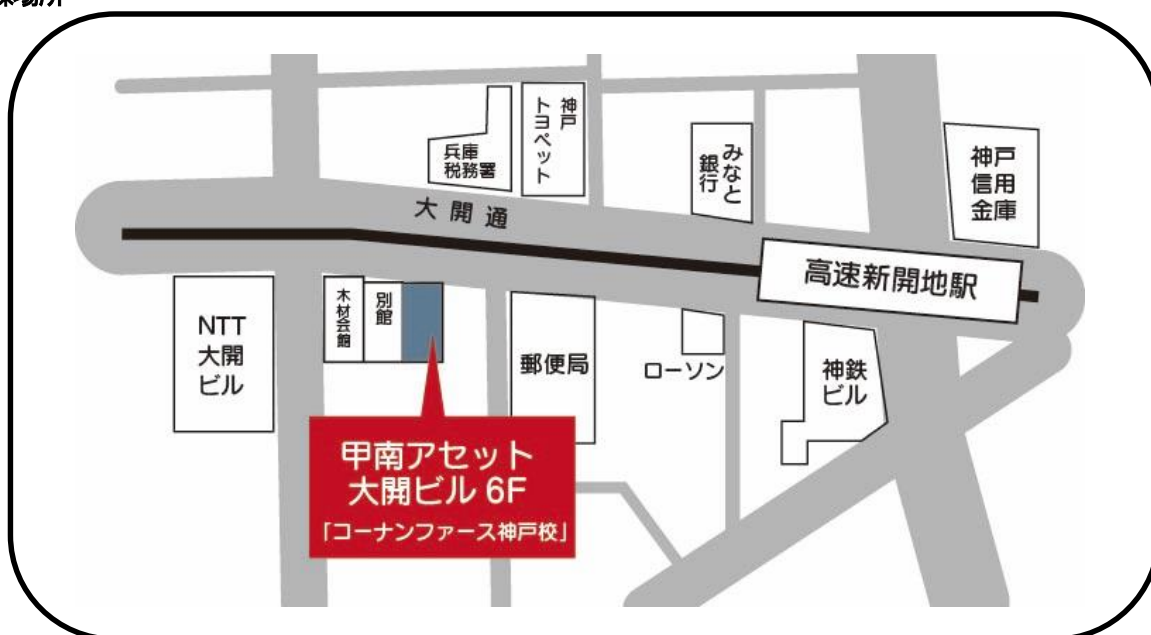 神戸
トヨペット
兵庫
税務署
みなと
銀行
神戸
信用
金庫
大開通
高速新開地駅
NTT
大開
ビル
木材会館
別館
郵便局
ローソン
神鉄
ビル
甲南アセット
大開ビル 6F
「コーナンファース神戸校」